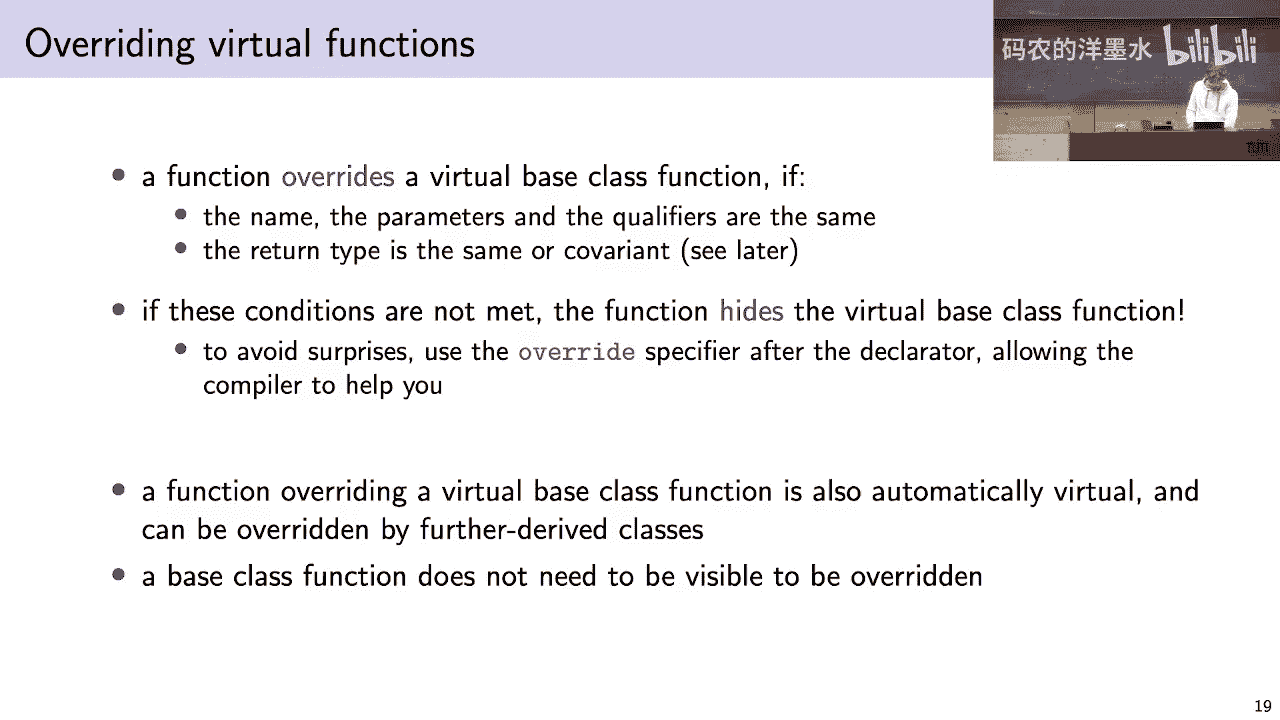 Overriding virtual functions
码农的洋墨水 bilibili
• a function overrides a virtual base class function, if:
• the name, the parameters and the qualifiers are the same
• the return type is the same or covariant (see later)
• if these conditions are not met, the function hides the virtual base class function!
• to avoid surprises, use the override specifier after the declarator, allowing the
compiler to help you
• a function overriding a virtual base class function is also automatically virtual, and
can be overridden by further-derived classes
• a base class function does not need to be visible to be overridden
19